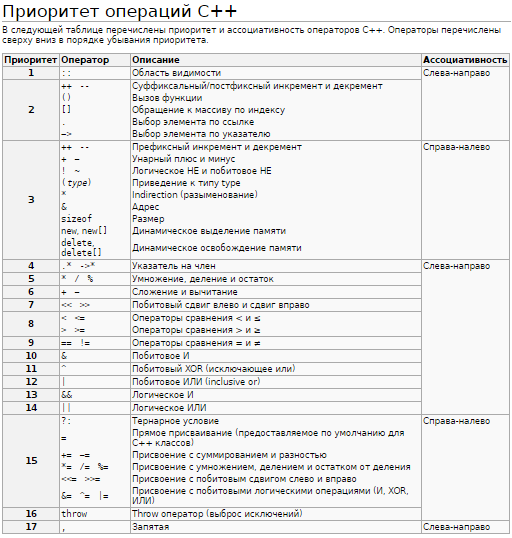 Приоритет операций C++
В следующей таблице перечислены приоритет и ассоциативность операторов C++. Операторы перечислены
сверху вниз в порядке убывания приоритета.
Приоритет Оператор Описание Ассоциативность
1 :: Область видимости Слева-направо
2
++ -- Суффиксальный/постфиксный инкремент и декремент
() Вызов функции
[] Обращение к массиву по индексу
. Выбор элемента по ссылке
−> Выбор элемента по указателю
3
++ -- Префиксный инкремент и декремент Справа-налево
+ − Унарный плюс и минус
! ~ Логическое НЕ и побитовое НЕ
(type) Приведение к типу type
* Indirection (разыменование)
& Адрес
sizeof Размер
new, new[] Динамическое выделение памяти
delete,
delete[] Динамическое освобождение памяти
4 .* ->* Указатель на член Слева-направо
5 * / % Умножение, деление и остаток
6 + − Сложение и вычитание
7 << >> Побитовый сдвиг влево и сдвиг вправо
8
< <= Операторы сравнения < и ≤
> >= Операторы сравнения > и ≥
9 == != Операторы сравнения = и ≠
10 & Побитовое И
11 ^ Побитовый XOR (исключающее или)
12 | Побитовое ИЛИ (inclusive or)
13 && Логическое И
14 || Логическое ИЛИ
15
?: Тернарное условие Справа-налево
= Прямое присваивание (предоставляемое по умолчанию для
C++ классов)
+= −= Присвоение с суммированием и разностью
*= /= %= Присвоение с умножением, делением и остатком от деления
<<= >>= Присвоение с побитовым сдвигом слево и вправо
&= ^= |= Присвоение с побитовыми логическими операциями (И, XOR,
ИЛИ)
16 throw Throw оператор (выброс исключений)
17 , Запятая Слева-направо